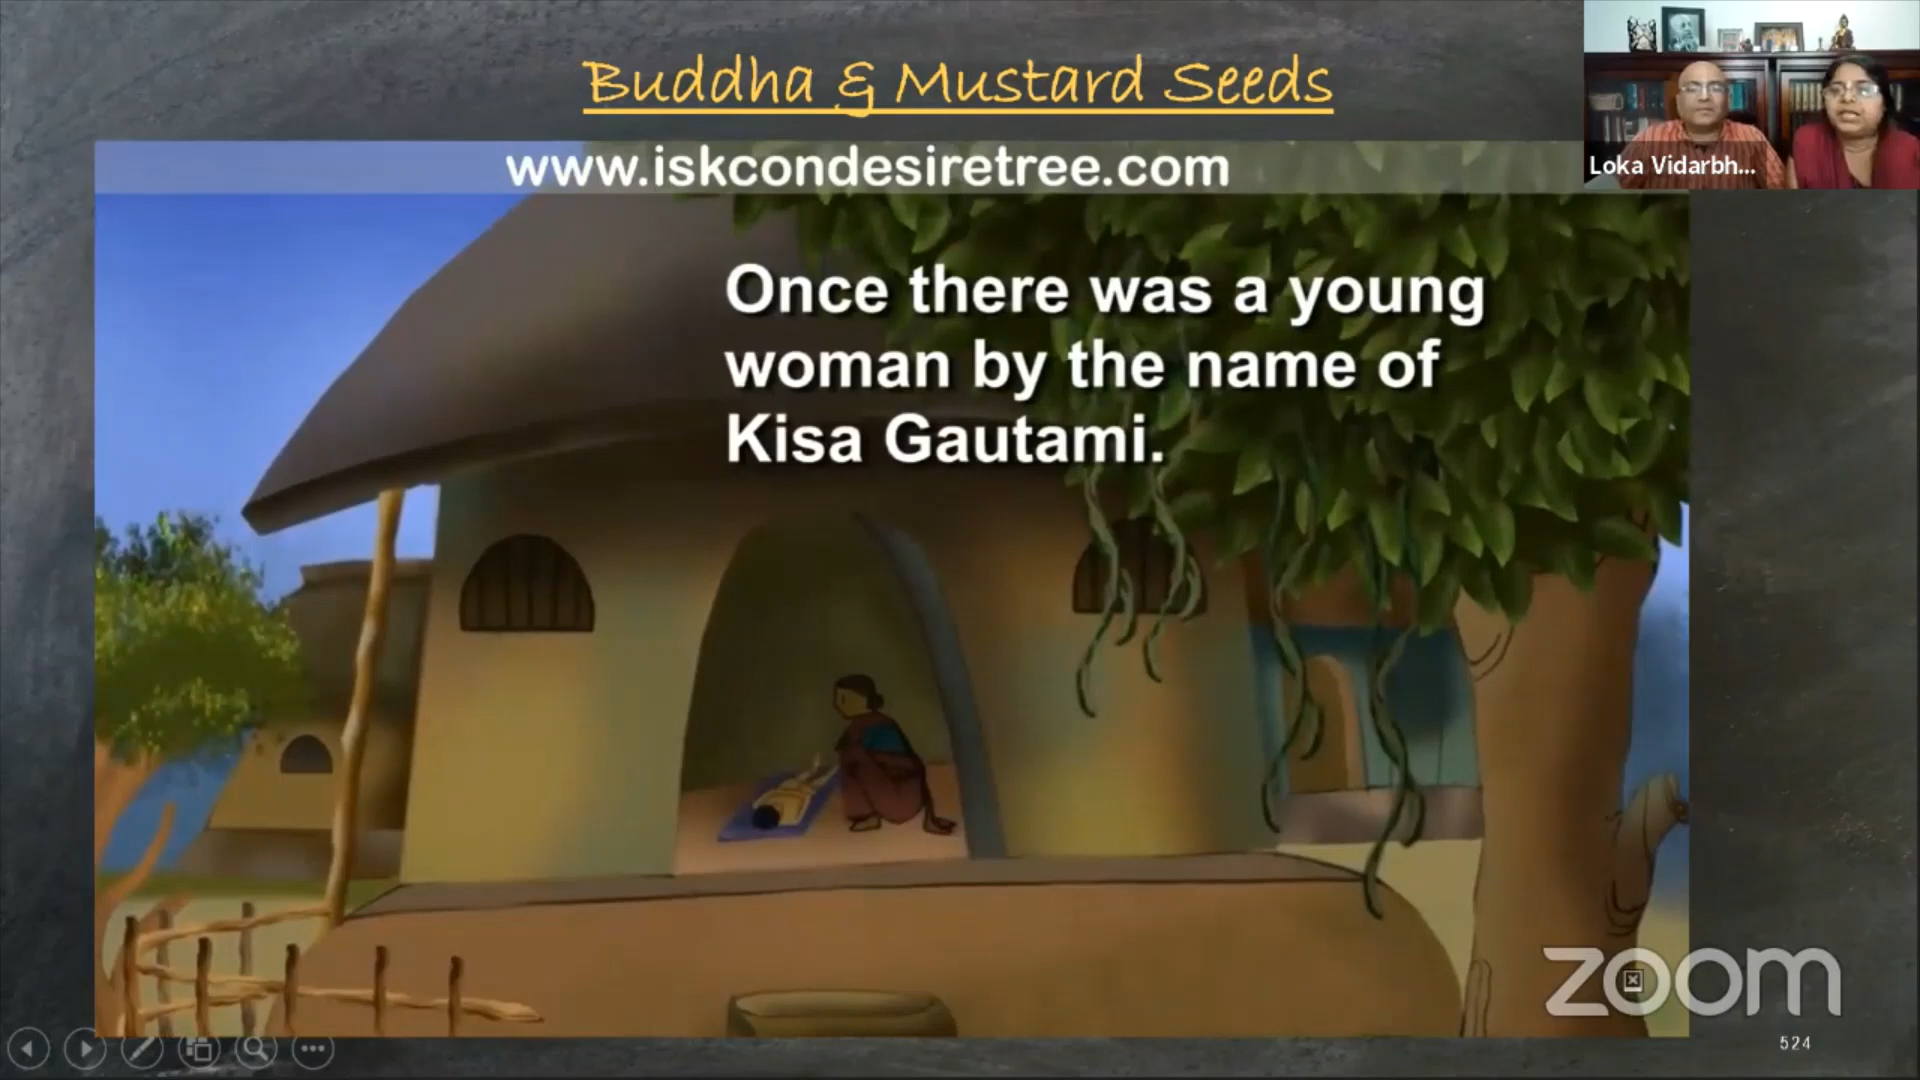 Buddha & Mustard Seeds
www.iskcondesiretree.com
Loka Vidarbh...
Once there was a young
woman by the name of
Kisa Gautami.
zoom
524